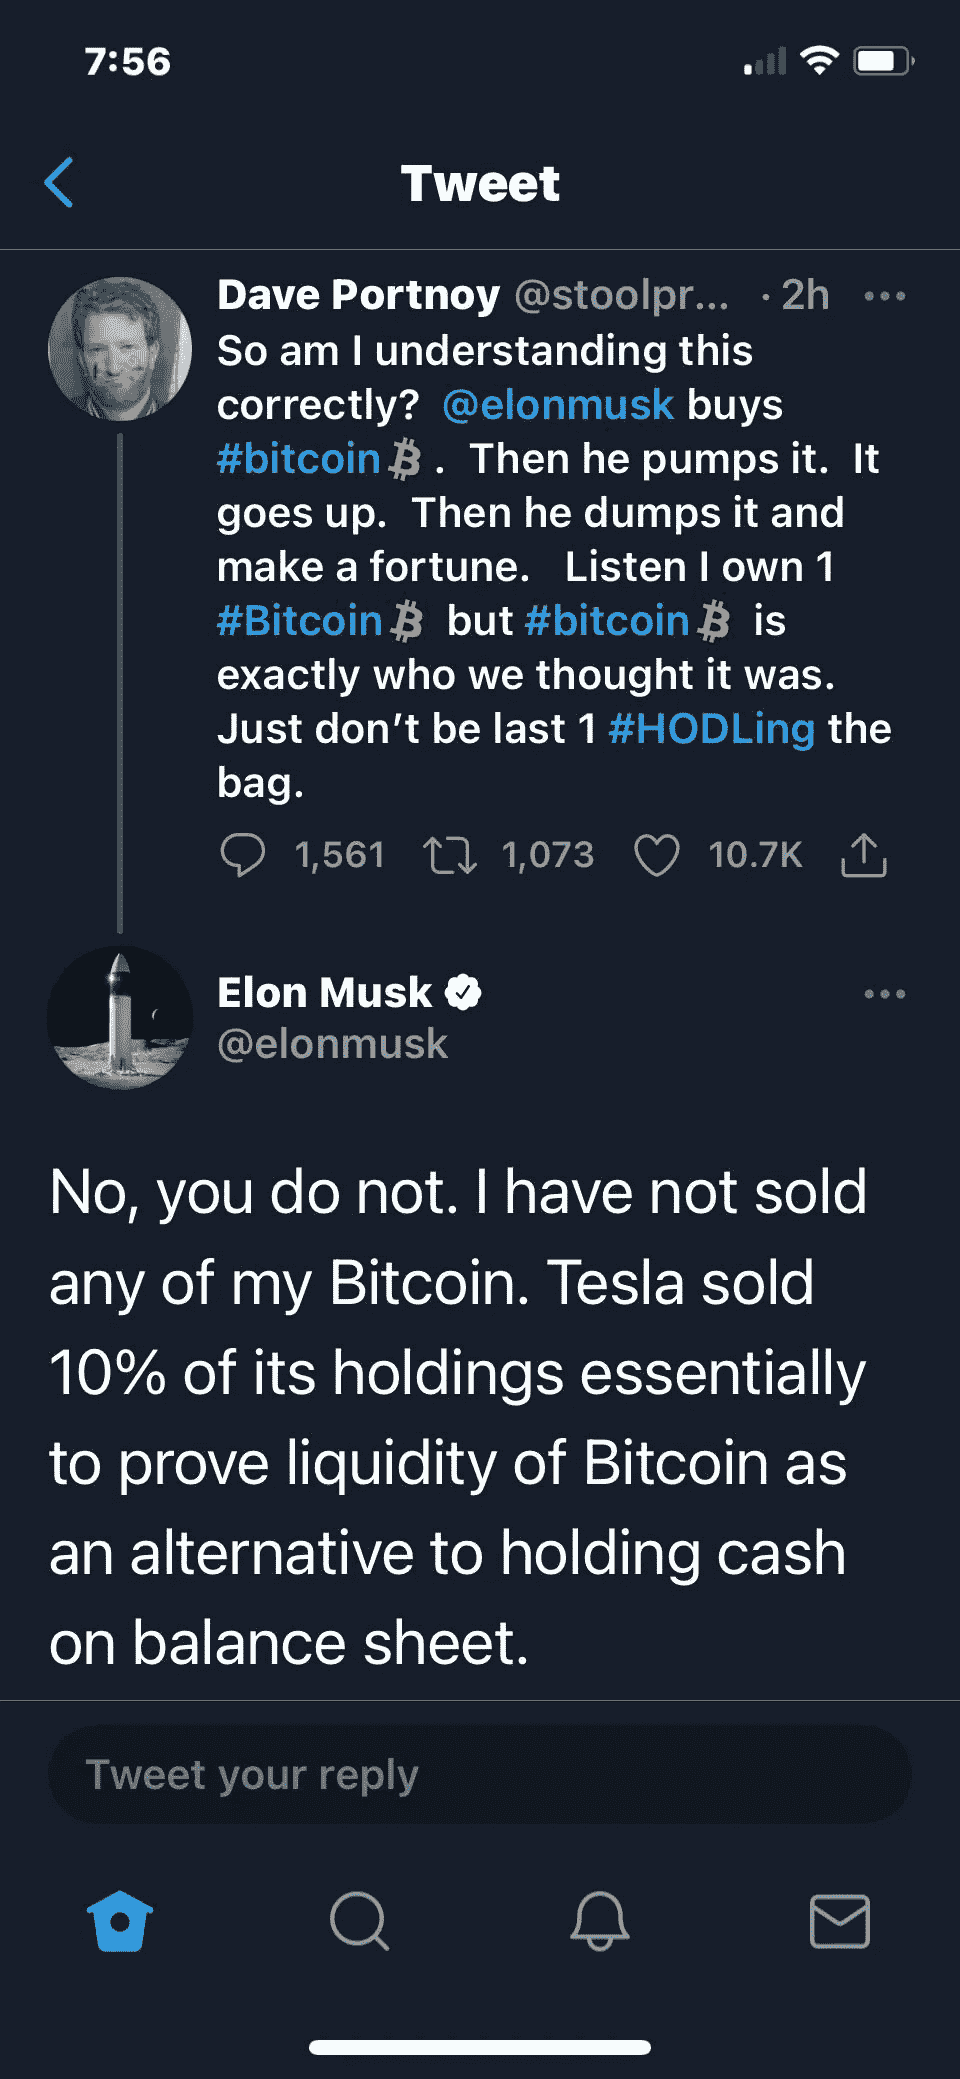 7:56
Tweet
Dave Portnoy @stoolpr... · 2h
So am I understanding this
correctly?  @elonmusk buys
#bitcoin₿.  Then he pumps it.  It
goes up.  Then he dumps it and
make a fortune.   Listen I own 1
#Bitcoin₿ but #bitcoin₿ is
exactly who we thought it was.
Just don’t be last 1 #HODLing the
bag.
1,561 1,073 10.7K
Elon Musk
@elonmusk
No, you do not. I have not sold
any of my Bitcoin. Tesla sold
10% of its holdings essentially
to prove liquidity of Bitcoin as
an alternative to holding cash
on balance sheet.
Tweet your reply